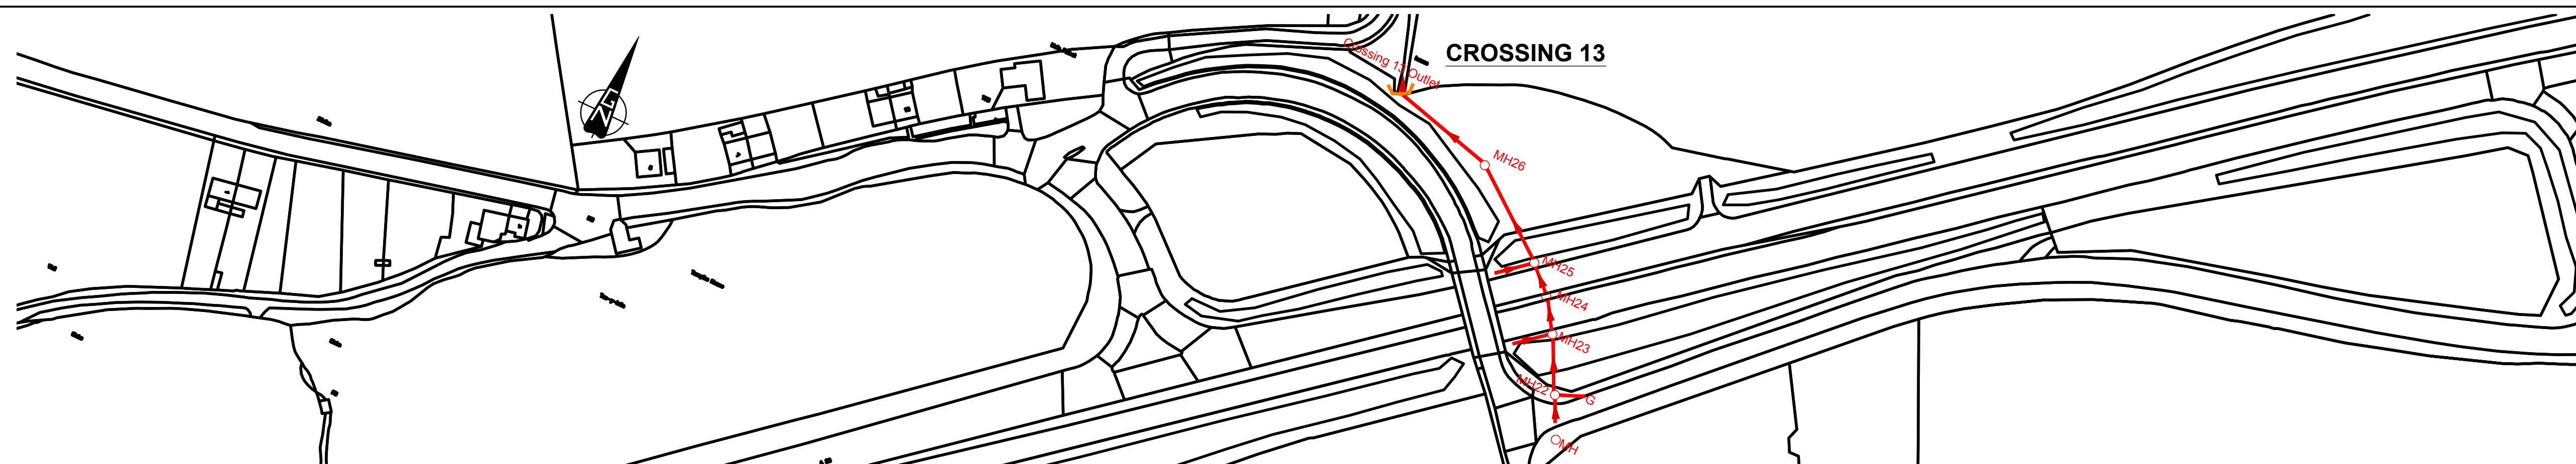 CROSSING 13
Crossing 13 Outlet
MH26
MH25
MH24
MH23
MH22
G
MH